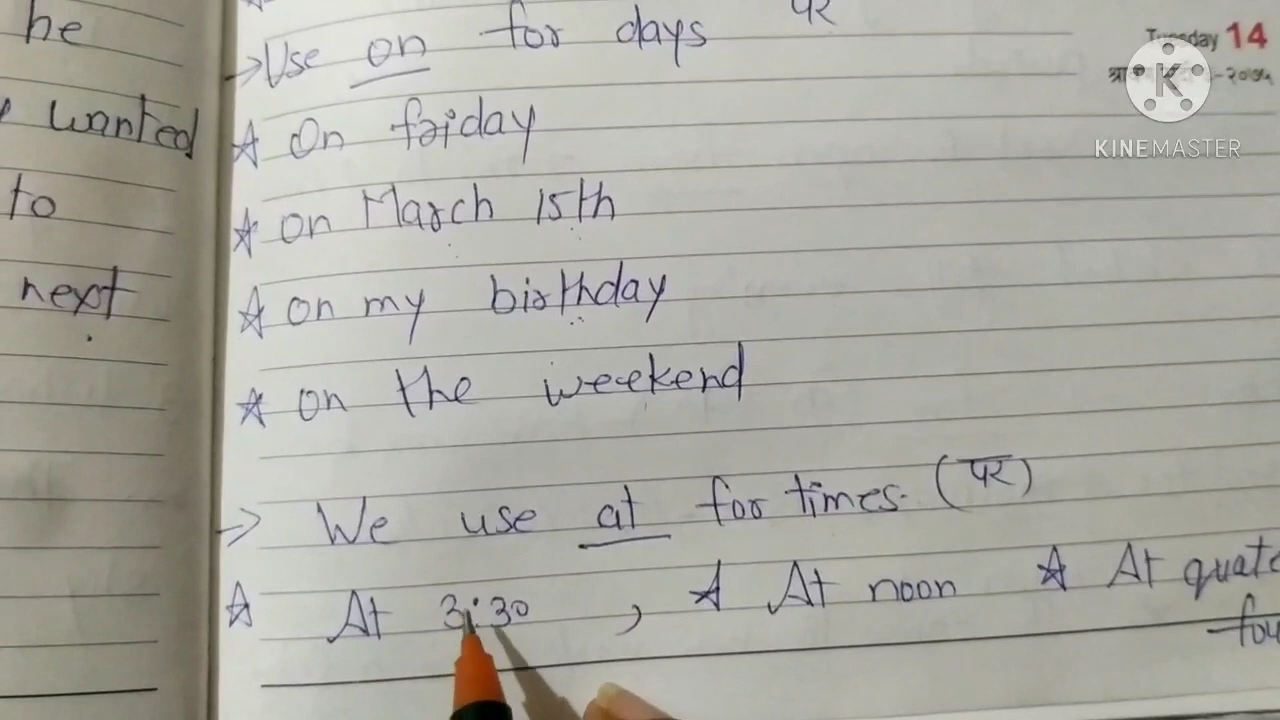 he
wanted
to
next
पर
→ Use on for days
☆ On friday
☆ on March 15th
☆ on my birthday
☆ on the weekend
→ We use at for times. (पर)
☆ At 3:30 , ☆ At noon ☆ At quate
fou
Tuesday 14
KINEMASTER